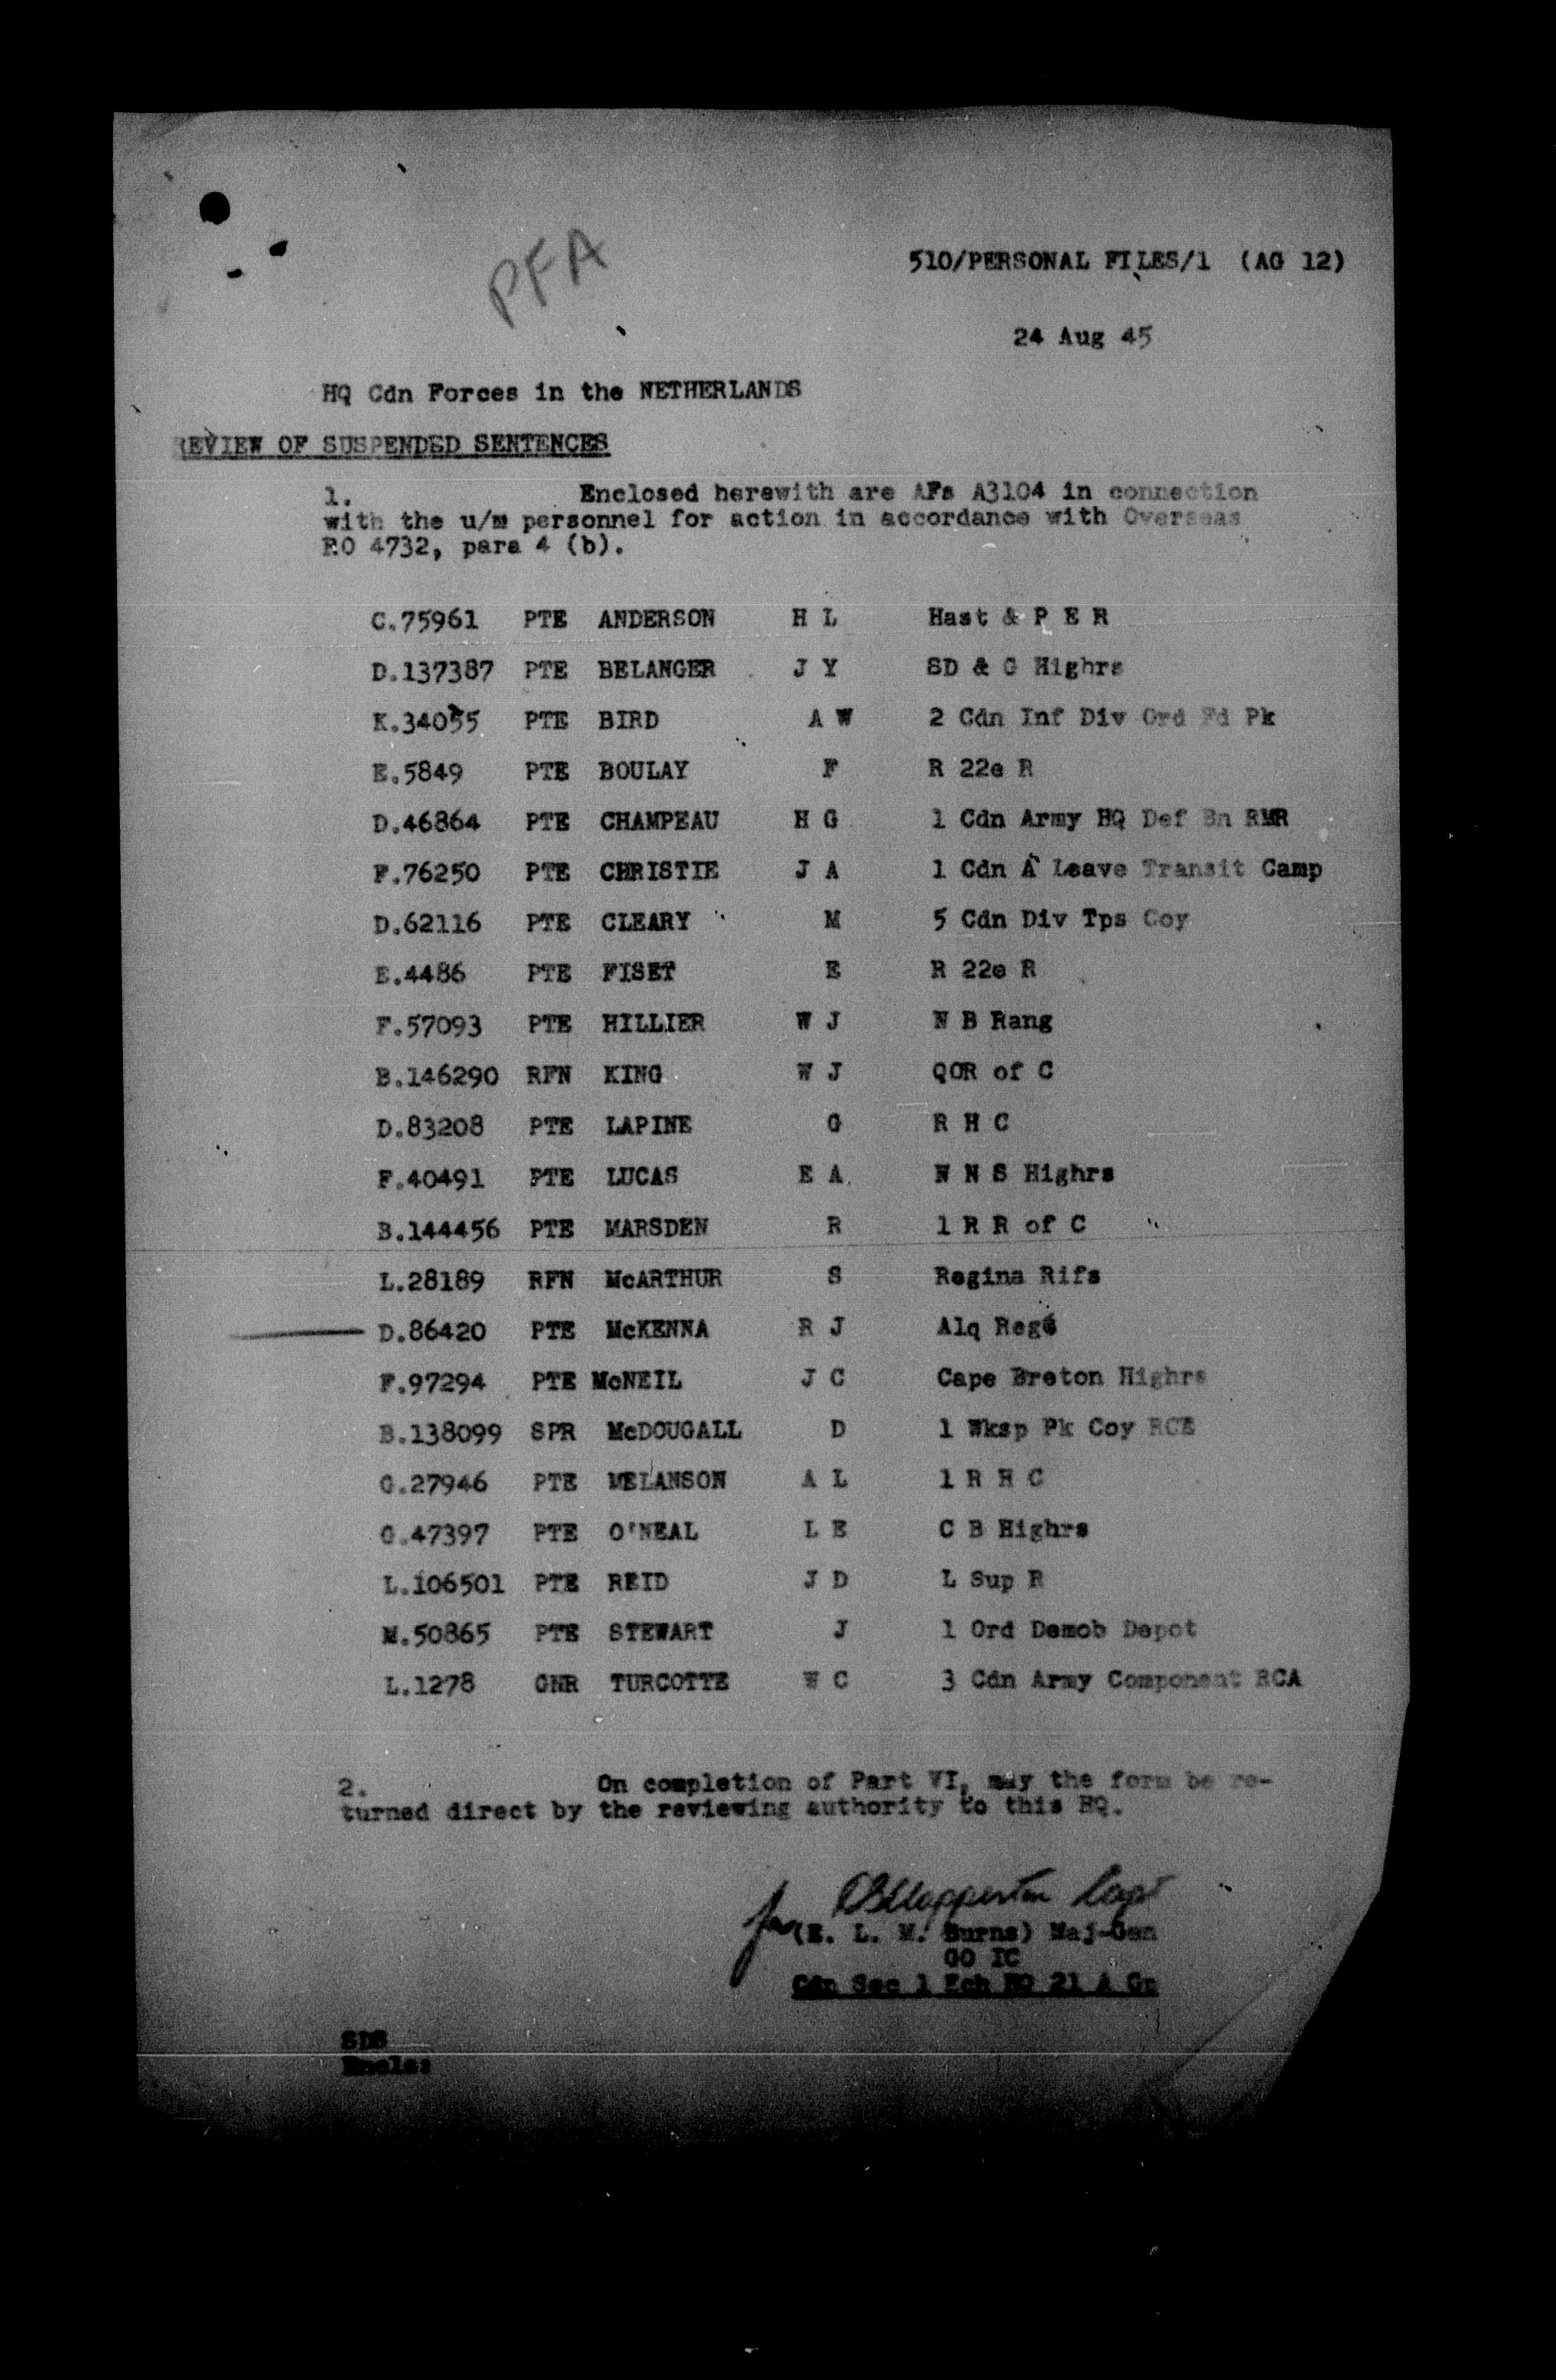 PFA
510/PERSONAL FILES/1 (AG 12)
24 Aug 45
HQ Cdn Forces in the NETHERLANDS
REVIEW OF SUSPENDED SENTENCES
1. Enclosed herewith are AFs A3104 in connection
with the u/m personnel for action in accordance with Overseas
RO 4732, para 4 (b).
C.75961 PTE ANDERSON H L Hast & P E R
D.137387 PTE BELANGER J Y SD & G Highrs
K.34055 PTE BIRD A W 2 Cdn Inf Div Ord Fd Pk
E.5849 PTE BOULAY F R 22e R
D.46864 PTE CHAMPEAU H G 1 Cdn Army HQ Def Bn RMR
F.76250 PTE CHRISTIE J A 1 Cdn A Leave Transit Camp
D.62116 PTE CLEARY M 5 Cdn Div Tps Coy
E.4486 PTE FISET E R 22e R
F.57093 PTE HILLIER W J N B Rang
B.146290 RFN KING W J QOR of C
D.83208 PTE LAPINE G R H C
F.40491 PTE LUCAS E A N N S Highrs
B.144456 PTE MARSDEN R 1 R R of C
L.28189 RFN McARTHUR S Regina Rifs
D.86420 PTE McKENNA R J Alq Regt
F.97294 PTE McNEIL J C Cape Breton Highrs
B.138099 SPR McDOUGALL D 1 Wksp Pk Coy RCE
G.27946 PTE MELANSON A L 1 R H C
G.47397 PTE O'NEAL L E C B Highrs
L.106501 PTE REID J D L Sup R
M.50865 PTE STEWART J 1 Ord Demob Depot
L.1278 GNR TURCOTTE W C 3 Cdn Army Component RCA
2. On completion of Part VI, may the form be re-
turned direct by the reviewing authority to this HQ.
Capt
for (E. L. M. Burns) Maj-Gen
GO IC
Cdn Sec 1 Ech HQ 21 A Gp
SDS
Encls: